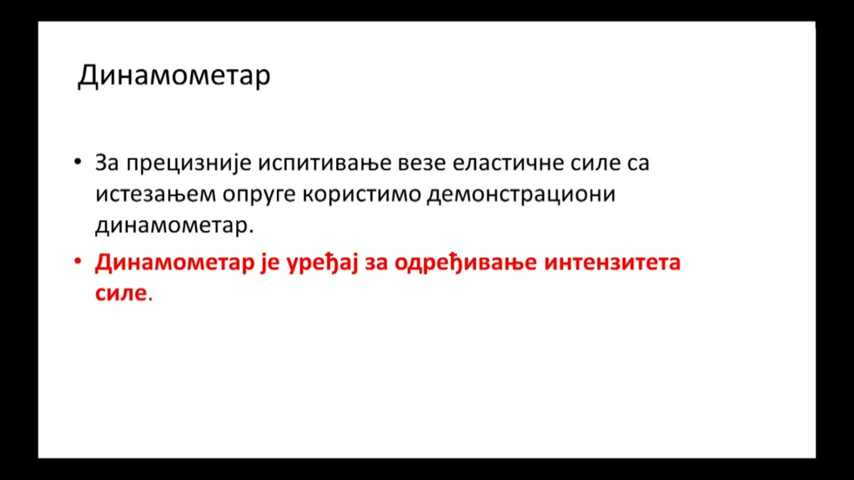 Динамометар
• За прецизније испитивање везе еластичне силе са
истезањем опруге користимо демонстрациони
динамометар.
• Динамометар је уређај за одређивање интензитета
силе.